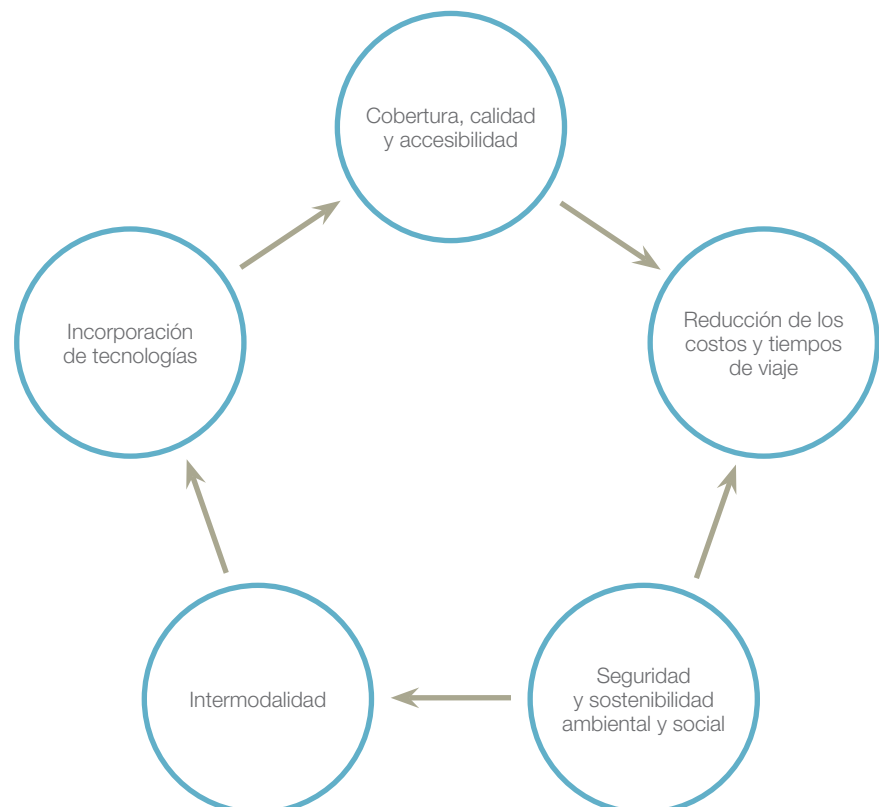 Cobertura, calidad
y accesibilidad
Reducción de los
costos y tiempos
de viaje
Seguridad
y sostenibilidad
ambiental y social
Intermodalidad
Incorporación
de tecnologías